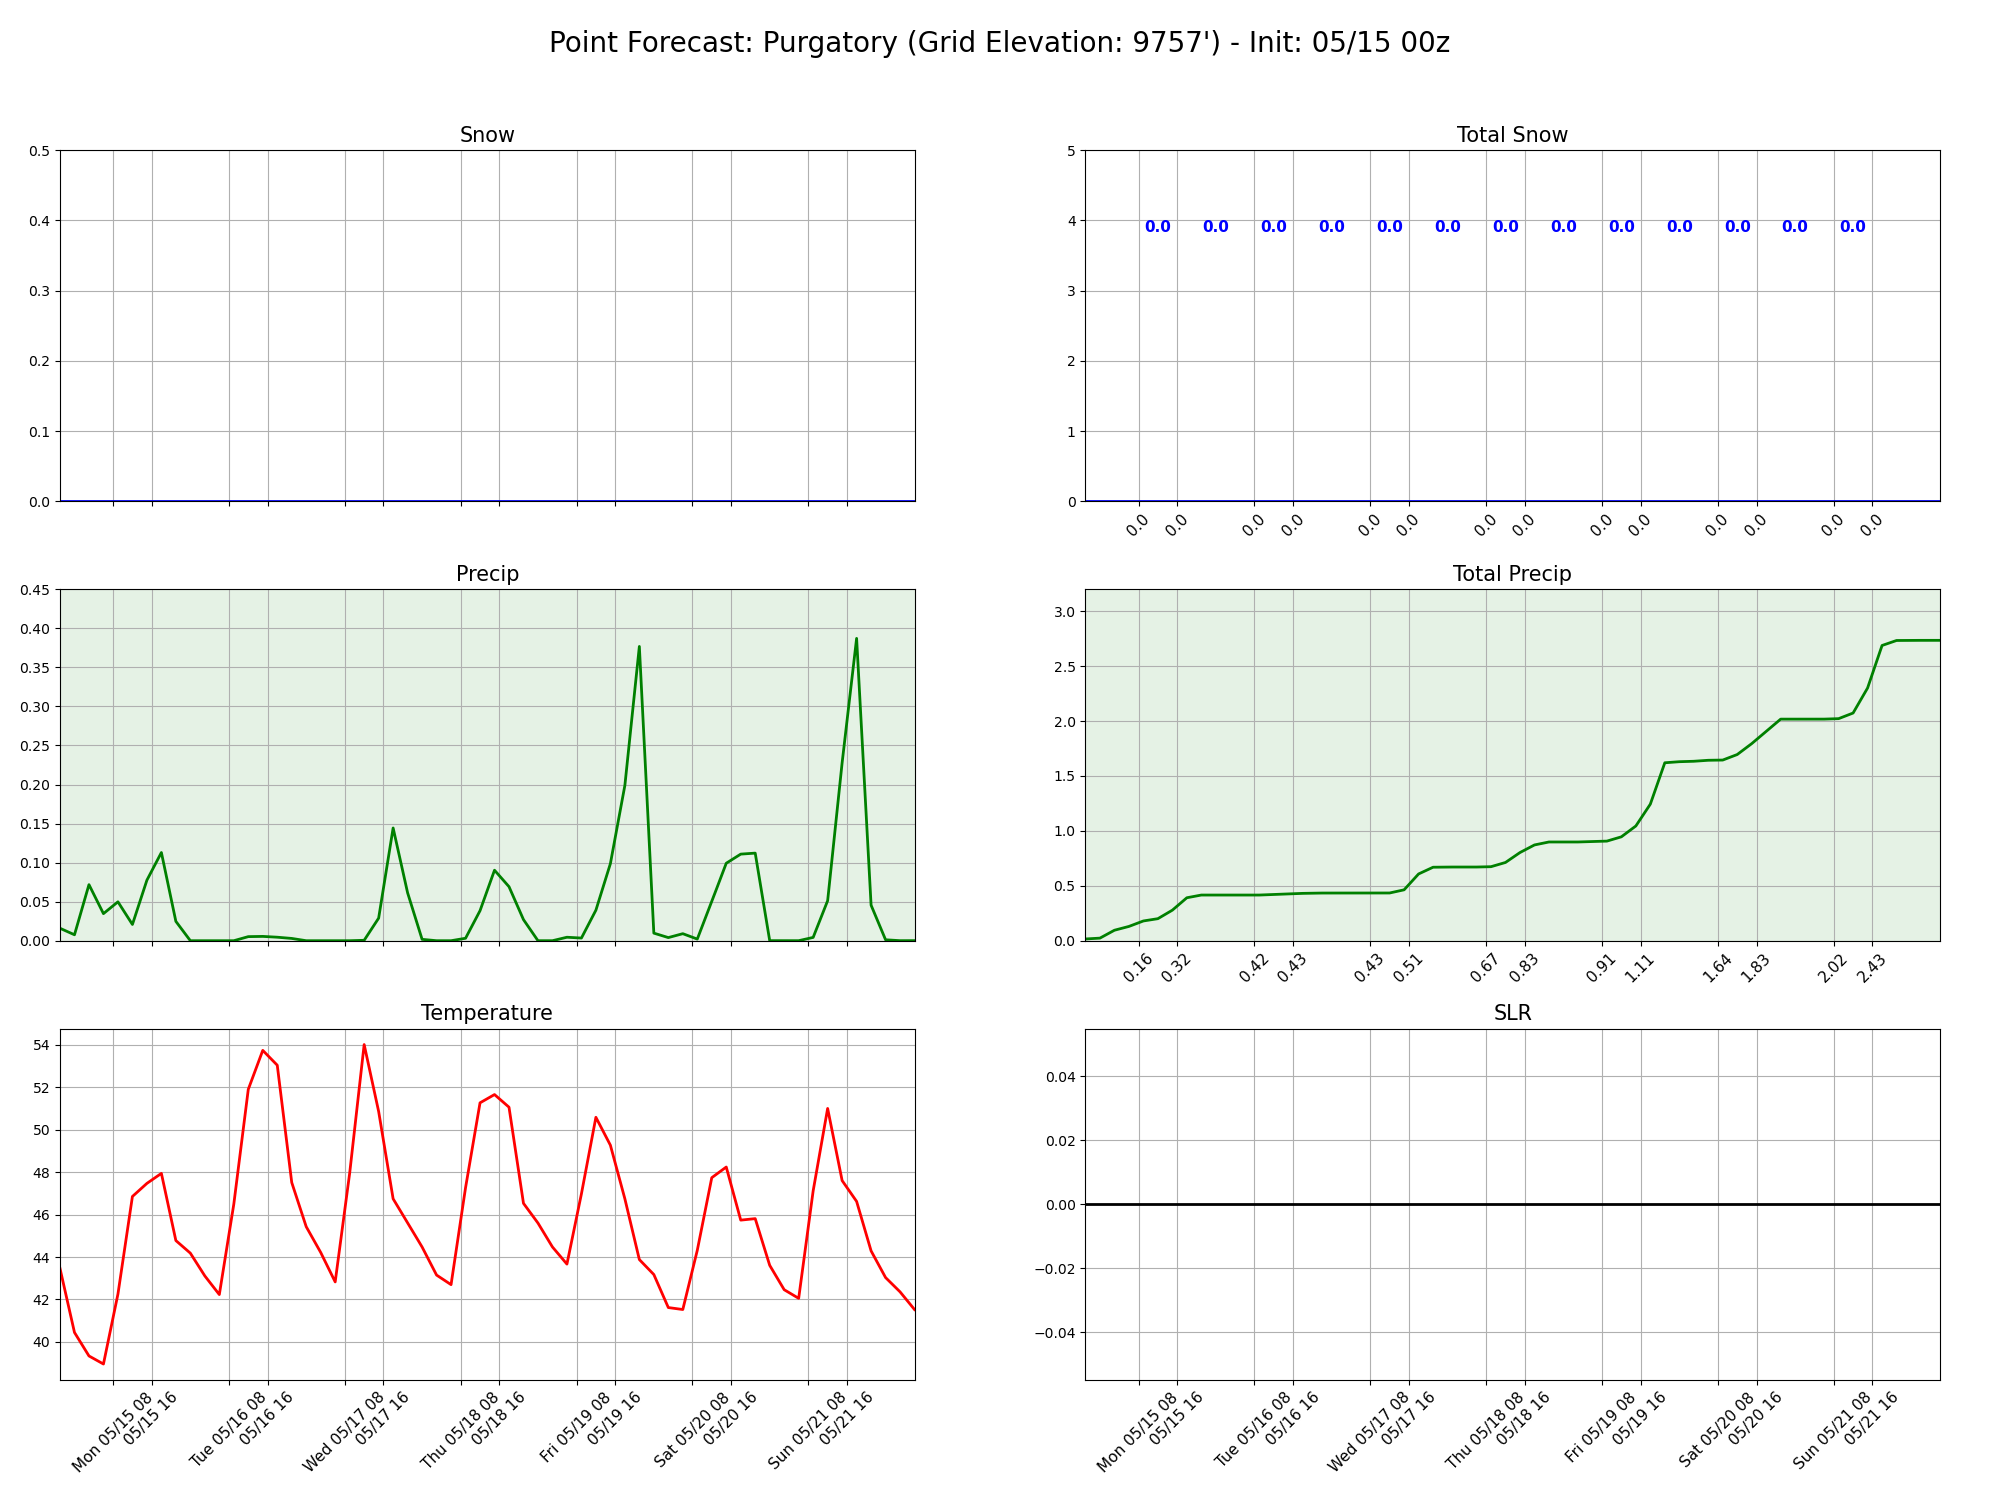 Point Forecast: Purgatory (Grid Elevation: 9757') - Init: 05/15 00z
Snow
0.5
0.4
0.3
0.2
0.1
0.0
Total Snow
5
4
3
2
1
0
0.0 0.0 0.0 0.0 0.0 0.0 0.0 0.0 0.0 0.0 0.0 0.0 0.0
0.0 0.0 0.0 0.0 0.0 0.0 0.0 0.0 0.0 0.0 0.0 0.0 0.0 0.0
Precip
0.45
0.40
0.35
0.30
0.25
0.20
0.15
0.10
0.05
0.00
Total Precip
3.0
2.5
2.0
1.5
1.0
0.5
0.0
0.16 0.32 0.42 0.43 0.43 0.51 0.67 0.83 0.91 1.11 1.64 1.83 2.02 2.43
Temperature
54
52
50
48
46
44
42
40
Mon 05/15 08
05/15 16
Tue 05/16 08
05/16 16
Wed 05/17 08
05/17 16
Thu 05/18 08
05/18 16
Fri 05/19 08
05/19 16
Sat 05/20 08
05/20 16
Sun 05/21 08
05/21 16
SLR
0.04
0.02
0.00
−0.02
−0.04
Mon 05/15 08
05/15 16
Tue 05/16 08
05/16 16
Wed 05/17 08
05/17 16
Thu 05/18 08
05/18 16
Fri 05/19 08
05/19 16
Sat 05/20 08
05/20 16
Sun 05/21 08
05/21 16